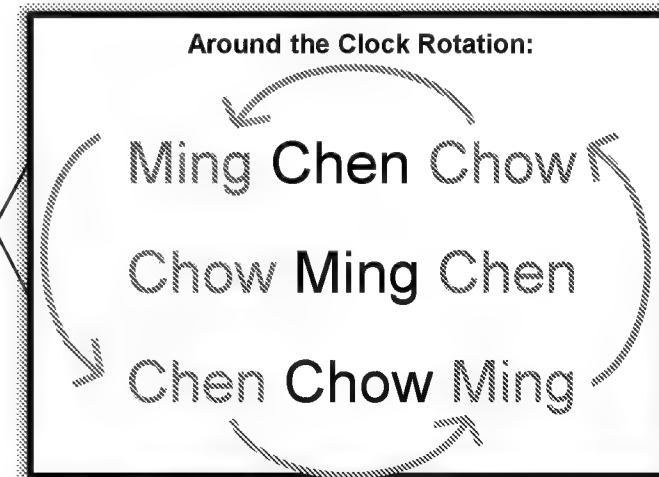 Around the Clock Rotation:
Ming Chen Chow
Chow Ming Chen
Chen Chow Ming